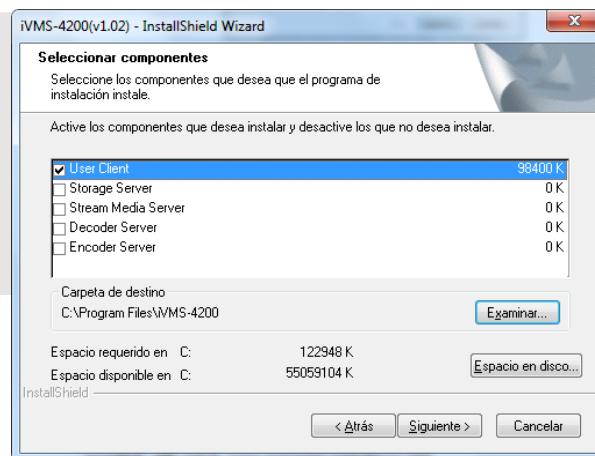 iVMS-4200(v1.02) - InstallShield Wizard
Seleccionar componentes
Seleccione los componentes que desea que el programa de
instalación instale.
Active los componentes que desea instalar y desactive los que no desea instalar.
User Client 98400 K
Storage Server 0 K
Stream Media Server 0 K
Decoder Server 0 K
Encoder Server 0 K
Carpeta de destino
C:\Program Files\iVMS-4200 Examinar...
Espacio requerido en C: 122948 K
Espacio disponible en C: 55059104 K Espacio en disco...
InstallShield
< Atrás Siguiente > Cancelar